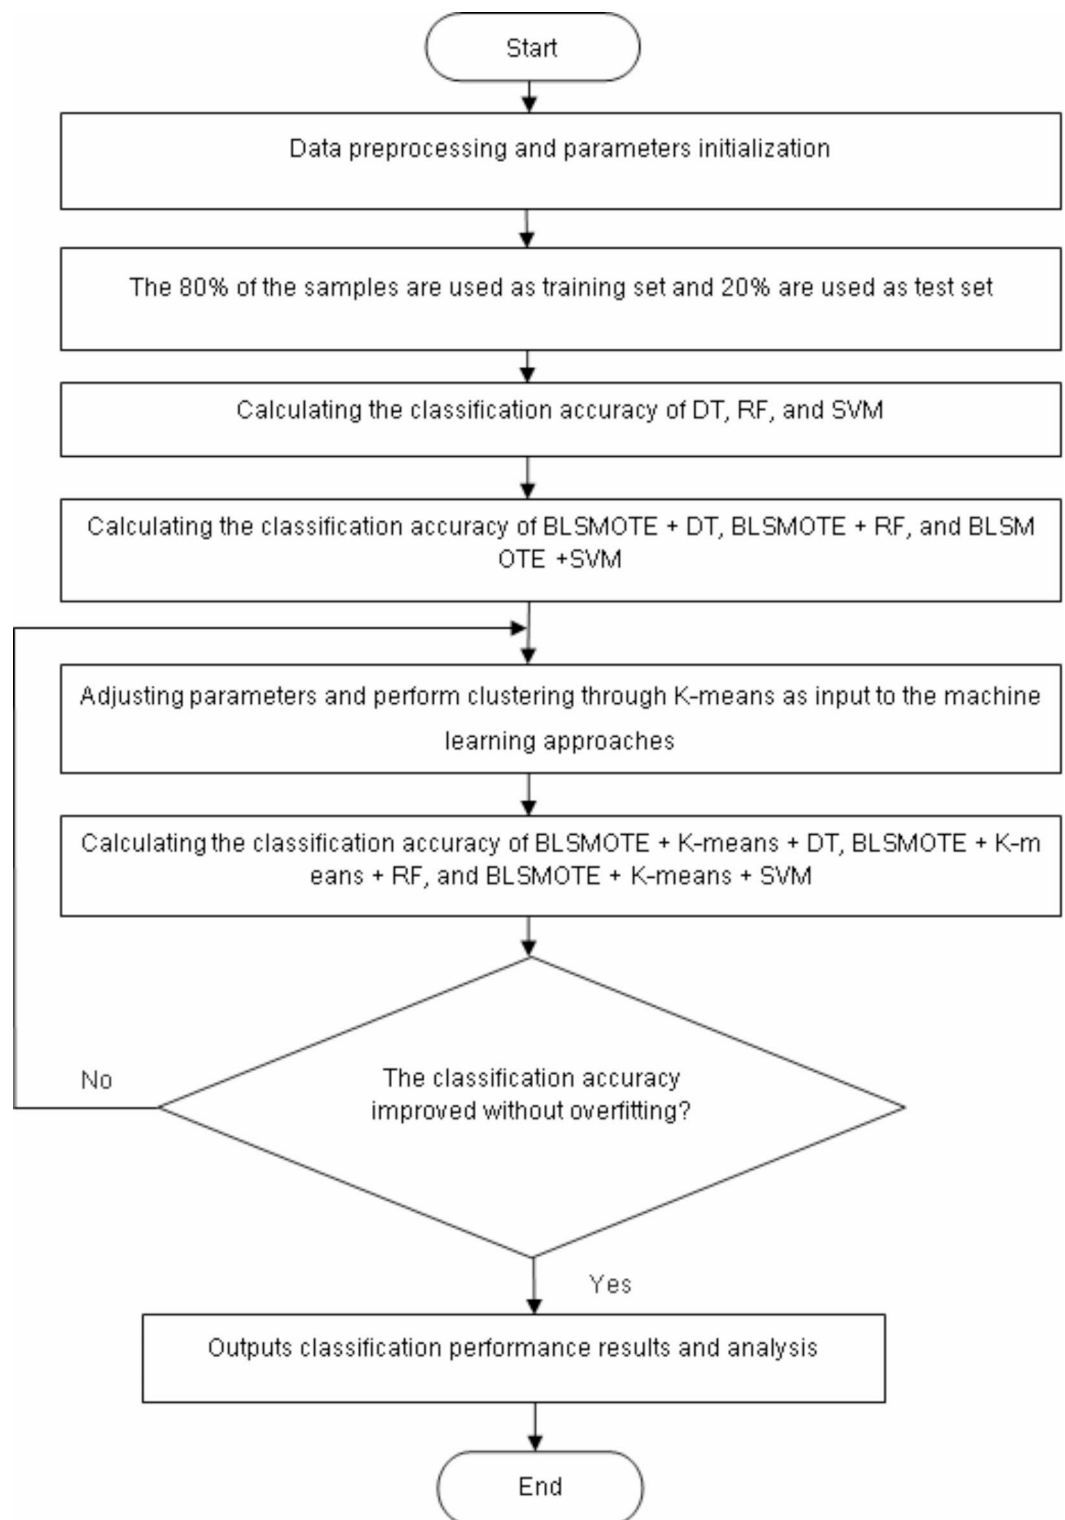 Start
Data preprocessing and parameters initialization
The 80% of the samples are used as training set and 20% are used as test set
Calculating the classification accuracy of DT, RF, and SVM
Calculating the classification accuracy of BLSMOTE + DT, BLSMOTE + RF, and BLSM
OTE +SVM
Adjusting parameters and perform clustering through K-means as input to the machine
learning approaches
Calculating the classification accuracy of BLSMOTE + K-means + DT, BLSMOTE + K-m
eans + RF, and BLSMOTE + K-means + SVM
No
The classification accuracy
improved without overfitting?
Yes
Outputs classification performance results and analysis
End